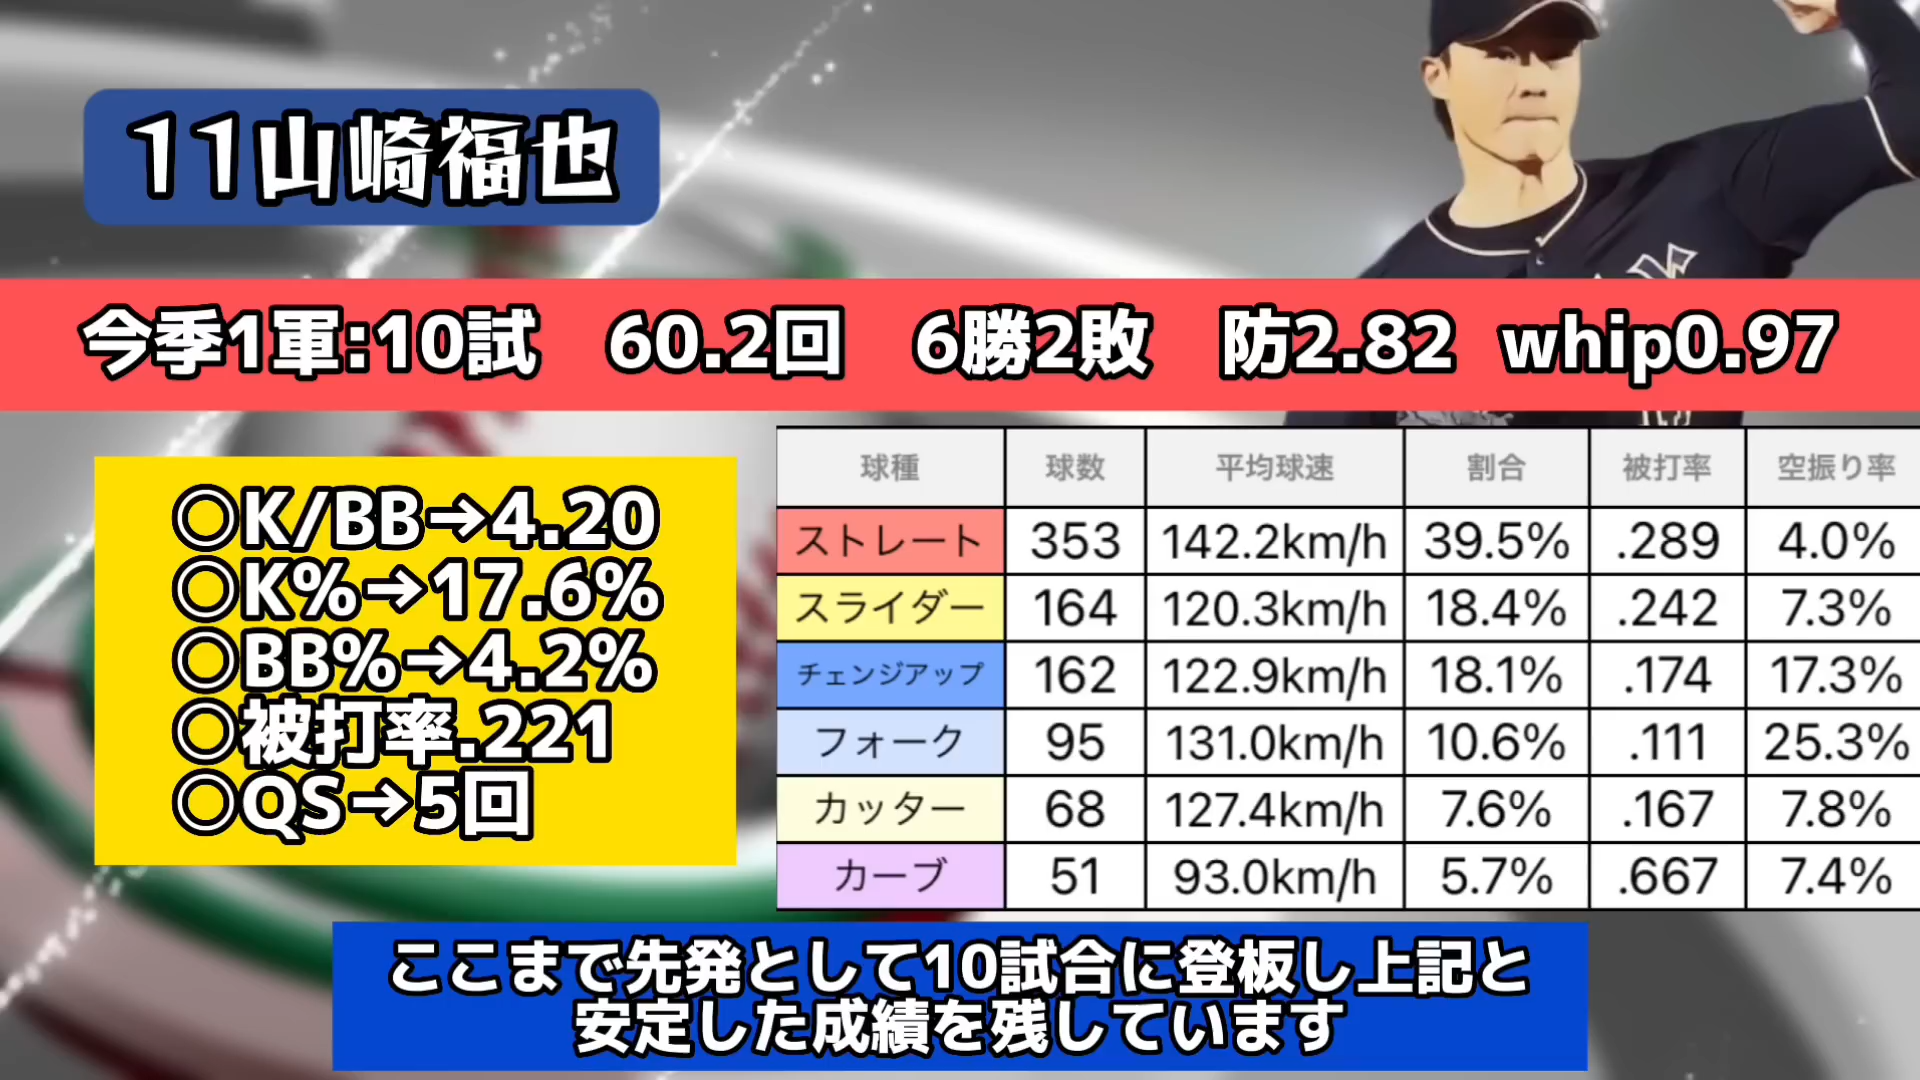 11山崎福也
今季1軍:10試 60.2回 6勝2敗 防2.82 whip0.97
○K/BB→4.20
○K%→17.6%
○BB%→4.2%
○被打率.221
○QS→5回
球種 球数 平均球速 割合 被打率 空振り率
ストレート 353 142.2km/h 39.5% .289 4.0%
スライダー 164 120.3km/h 18.4% .242 7.3%
チェンジアップ 162 122.9km/h 18.1% .174 17.3%
フォーク 95 131.0km/h 10.6% .111 25.3%
カッター 68 127.4km/h 7.6% .167 7.8%
カーブ 51 93.0km/h 5.7% .667 7.4%
ここまで先発として10試合に登板し上記と
安定した成績を残しています